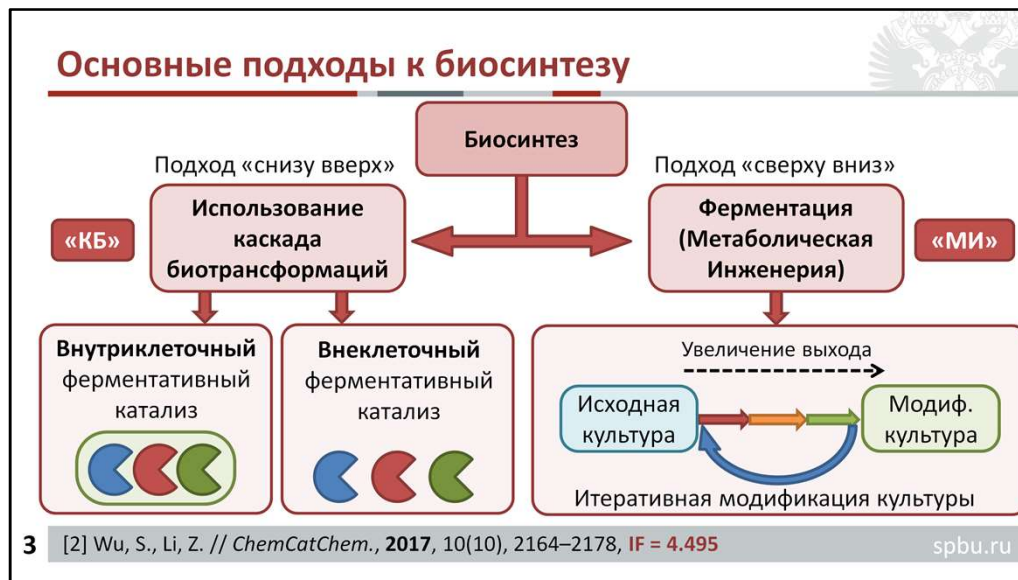 Основные подходы к биосинтезу
Биосинтез
Подход «снизу вверх»
Подход «сверху вниз»
«КБ»
Использование
каскада
биотрансформаций
Ферментация
(Метаболическая
Инженерия)
«МИ»
Внутриклеточный
ферментативный
катализ
Внеклеточный
ферментативный
катализ
Увеличение выхода
Исходная
культура
Модиф.
культура
Итеративная модификация культуры
3 [2] Wu, S., Li, Z. // ChemCatChem., 2017, 10(10), 2164–2178, IF = 4.495 spbu.ru